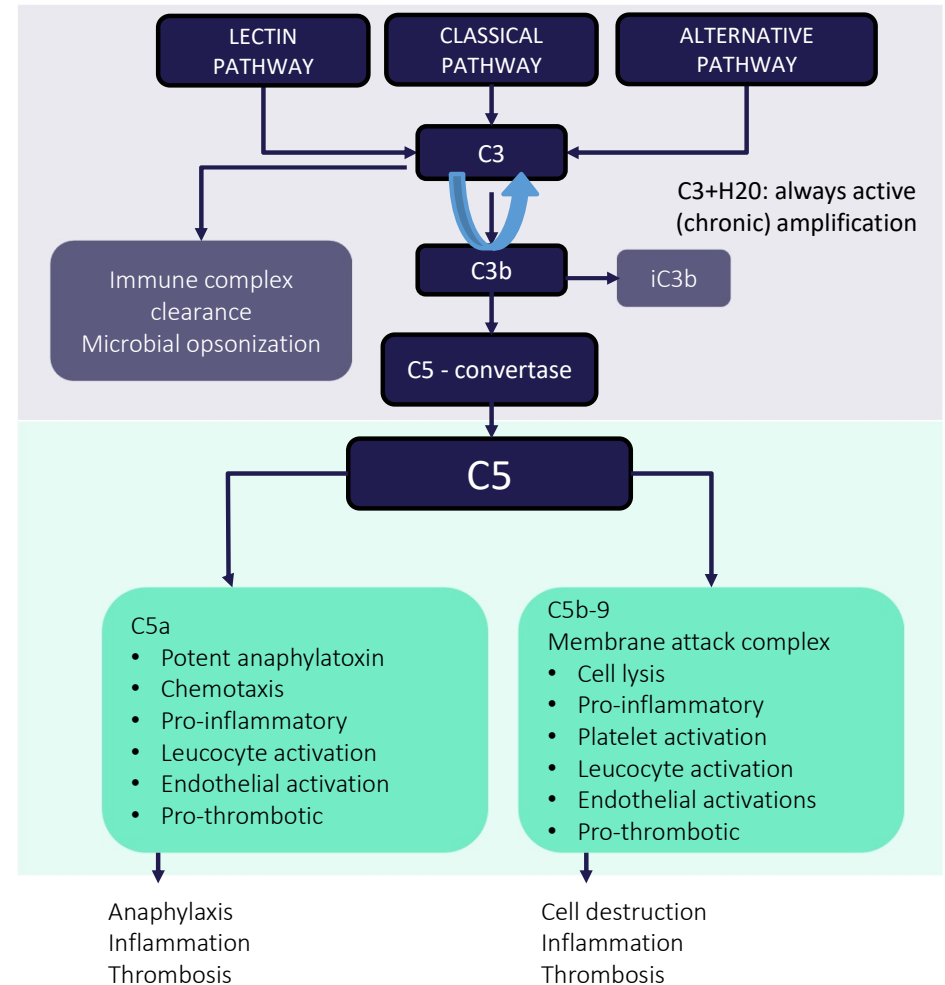 LECTIN
PATHWAY
CLASSICAL
PATHWAY
ALTERNATIVE
PATHWAY
C3
C3+H20: always active
(chronic) amplification
Immune complex
clearance
Microbial opsonization
C3b
iC3b
C5 - convertase
C5
C5a
• Potent anaphylatoxin
• Chemotaxis
• Pro-inflammatory
• Leucocyte activation
• Endothelial activation
• Pro-thrombotic
C5b-9
Membrane attack complex
• Cell lysis
• Pro-inflammatory
• Platelet activation
• Leucocyte activation
• Endothelial activations
• Pro-thrombotic
Anaphylaxis
Inflammation
Thrombosis
Cell destruction
Inflammation
Thrombosis